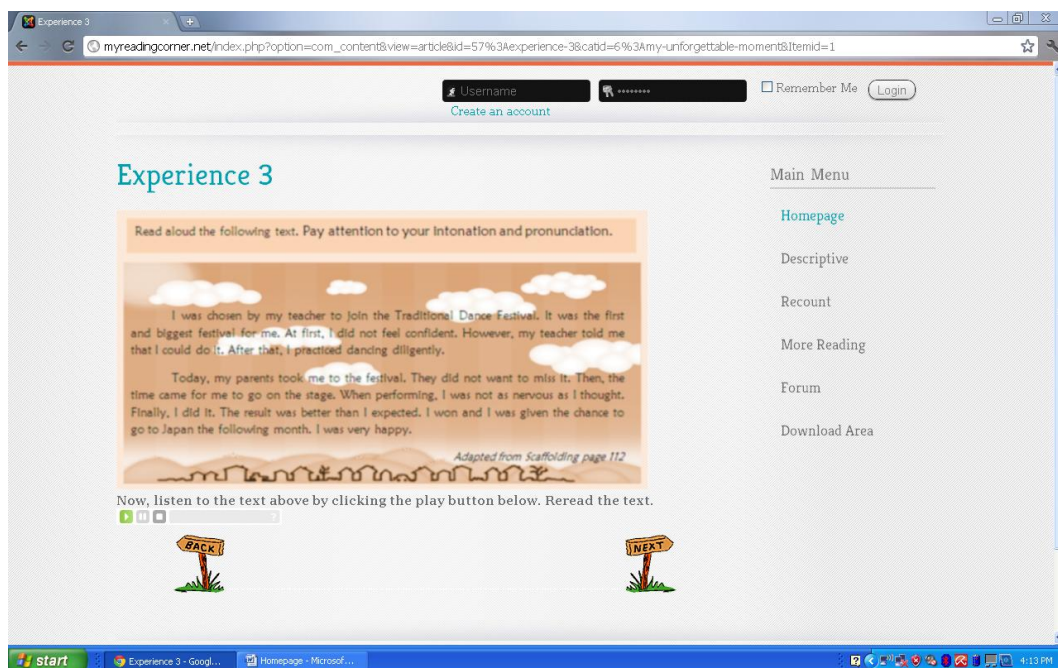 Experience 3
myreadingcorner.net/index.php?option=com_content&view=article&id=57%3Aexperience-3&catid=6%3Amy-unforgettable-moment&Itemid=1
Username
Remember Me
Login
Create an account
Experience 3
Main Menu
Homepage
Descriptive
Recount
More Reading
Forum
Download Area
Read aloud the following text. Pay attention to your intonation and pronunciation.
I was chosen by my teacher to join the Traditional Dance Festival. It was the first
and biggest festival for me. At first, I did not feel confident. However, my teacher told me
that I could do it. After that, I practiced dancing diligently.
Today, my parents took me to the festival. They did not want to miss it. Then, the
time came for me to go on the stage. When performing, I was not as nervous as I thought.
Finally, I did it. The result was better than I expected. I won and I was given the chance to
go to Japan the following month. I was very happy.
Adapted from Scaffolding page 112
Now, listen to the text above by clicking the play button below. Reread the text.
?
BACK
NEXT
start
Experience 3 - Googl...
Homepage - Microsof...
4:13 PM